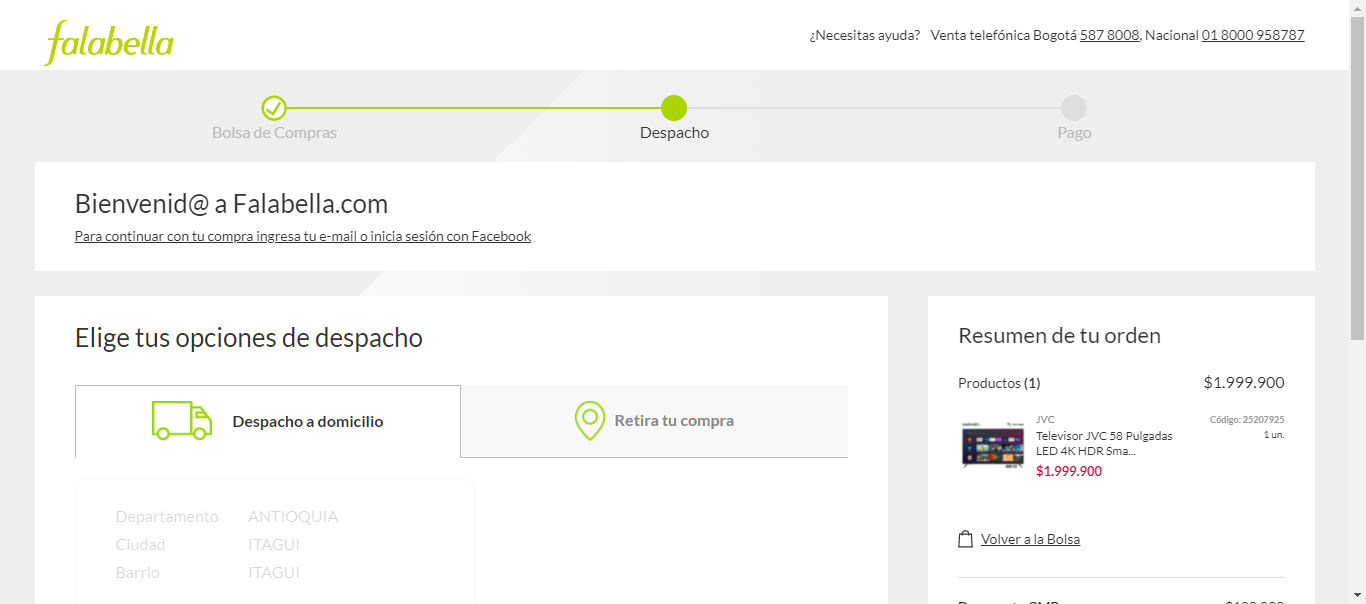 falabella
¿Necesitas ayuda? Venta telefónica Bogotá 587 8008, Nacional 01 8000 958787
Bolsa de Compras
Despacho
Pago
Bienvenid@ a Falabella.com
Para continuar con tu compra ingresa tu e-mail o inicia sesión con Facebook
Elige tus opciones de despacho
Despacho a domicilio
Retira tu compra
Departamento ANTIOQUIA
Ciudad ITAGUI
Barrio ITAGUI
Resumen de tu orden
Productos (1) $1.999.900
JVC Código: 25207925
Televisor JVC 58 Pulgadas 1 un.
LED 4K HDR Sma...
$1.999.900
Volver a la Bolsa